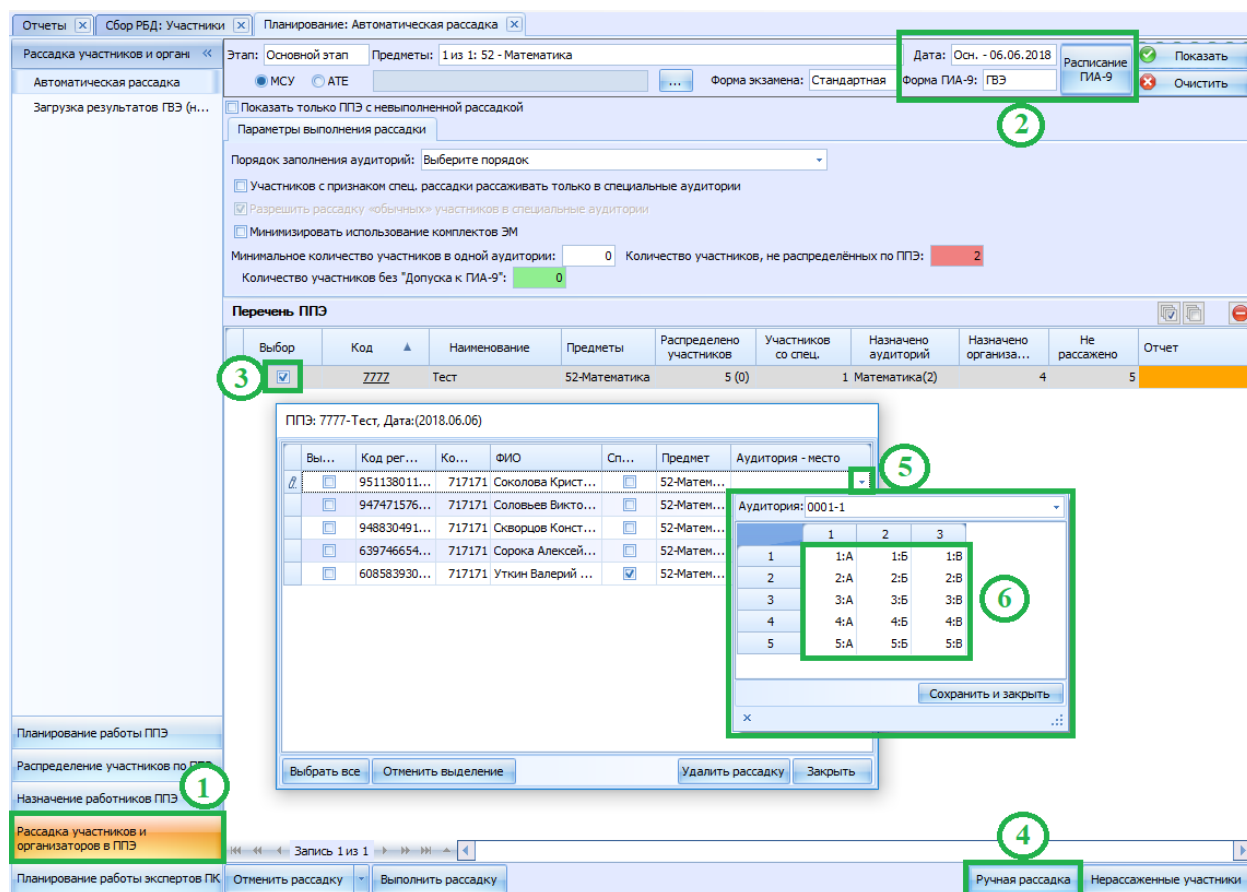 Отчеты
Сбор РБД: Участники
Планирование: Автоматическая рассадка
Рассадка участников и органи «
Автоматическая рассадка
Загрузка результатов ГВЭ (н...
Этап: Основной этап Предметы: 1 из 1: 52 - Математика Дата: Осн. - 06.06.2018
МСУ АТЕ ... Форма экзамена: Стандартная Форма ГИА-9: ГВЭ
Расписание
ГИА-9
Показать
Очистить
2
Показать только ППЭ с невыполненной рассадкой
Параметры выполнения рассадки
Порядок заполнения аудиторий: Выберите порядок
Участников с признаком спец. рассадки рассаживать только в специальные аудитории
Разрешить рассадку «обычных» участников в специальные аудитории
Минимизировать использование комплектов ЭМ
Минимальное количество участников в одной аудитории: 0 Количество участников, не распределённых по ППЭ: 2
Количество участников без "Допуска к ГИА-9": 0
Перечень ППЭ
Выбор Код Наименование Предметы Распределено участников Участников со спец. Назначено аудиторий Назначено организа... Не рассажено Отчет
3 7777 Тест 52-Математика 5 (0) 1 Математика(2) 4 5
ППЭ: 7777-Тест, Дата:(2018.06.06)
Вы... Код рег... Ко... ФИО Сп... Предмет Аудитория - место
5
951138011... 717171 Соколова Крист... 52-Матем...
947471576... 717171 Соловьев Викто... 52-Матем...
948830491... 717171 Скворцов Конст... 52-Матем...
639746654... 717171 Сорока Алексей... 52-Матем...
608583930... 717171 Уткин Валерий ... 52-Матем...
Аудитория: 0001-1
1 2 3
1 1:А 1:Б 1:В
2 2:А 2:Б 2:В
3 3:А 3:Б 3:В
4 4:А 4:Б 4:В
5 5:А 5:Б 5:В
6
Сохранить и закрыть
Выбрать все Отменить выделение Удалить рассадку Закрыть
Планирование работы ППЭ
Распределение участников по ППЭ
1
Назначение работников ППЭ
Рассадка участников и
организаторов в ППЭ
Планирование работы экспертов ПК
Запись 1 из 1
4
Отменить рассадку Выполнить рассадку Ручная рассадка Нерассаженные участники